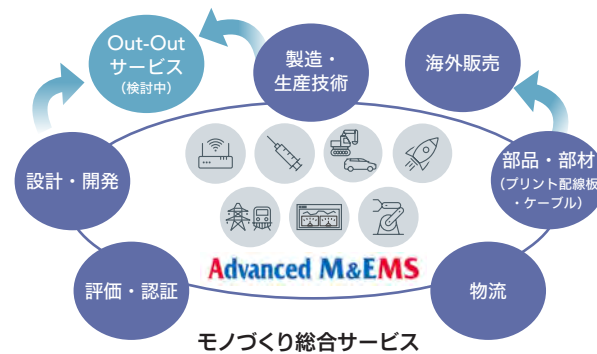 Out-Out
サービス
（検討中）
製造・
生産技術
海外販売
設計・開発
部品・部材
（プリント配線板
・ケーブル）
Advanced M&EMS
評価・認証
物流
モノづくり総合サービス